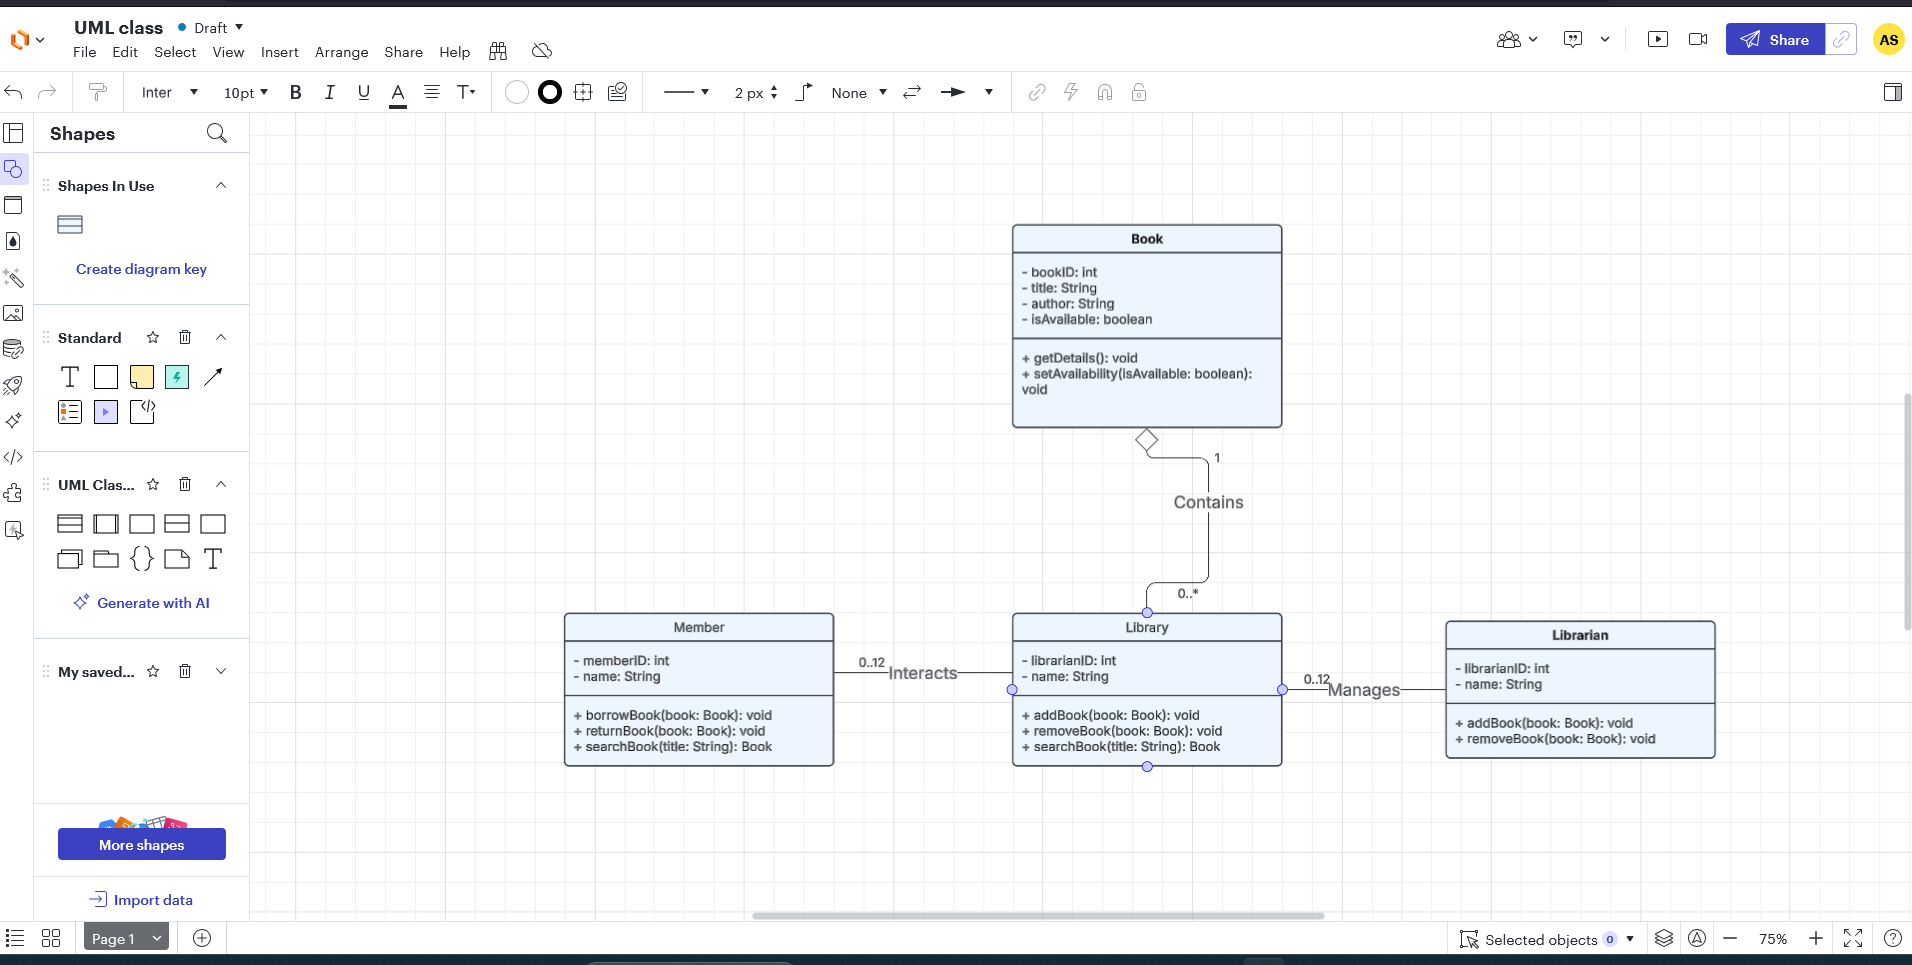 UML class
Draft
File Edit Select View Insert Arrange Share Help
Share
AS
Inter
10pt
B I U A T
2 px
None
Shapes
Shapes In Use
Create diagram key
Standard
UML Clas...
Generate with AI
My saved...
More shapes
Import data
Book
- bookID: int
- title: String
- author: String
- isAvailable: boolean
+ getDetails(): void
+ setAvailability(isAvailable: boolean):
void
1
Contains
0..*
Member
- memberID: int
- name: String
+ borrowBook(book: Book): void
+ returnBook(book: Book): void
+ searchBook(title: String): Book
0..12
Interacts
Library
- librarianID: int
- name: String
+ addBook(book: Book): void
+ removeBook(book: Book): void
+ searchBook(title: String): Book
0..12
Manages
Librarian
- librarianID: int
- name: String
+ addBook(book: Book): void
+ removeBook(book: Book): void
Page 1
Selected objects 0
75%